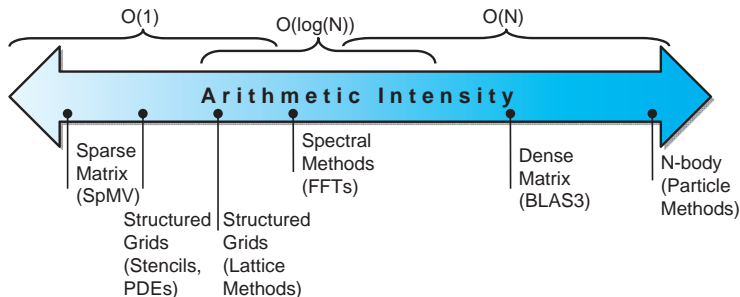 O(1)
O(log(N))
O(N)
Arithmetic Intensity
Sparse
Matrix
(SpMV)
Structured
Grids
(Stencils,
PDEs)
Structured
Grids
(Lattice
Methods)
Spectral
Methods
(FFTs)
Dense
Matrix
(BLAS3)
N-body
(Particle
Methods)